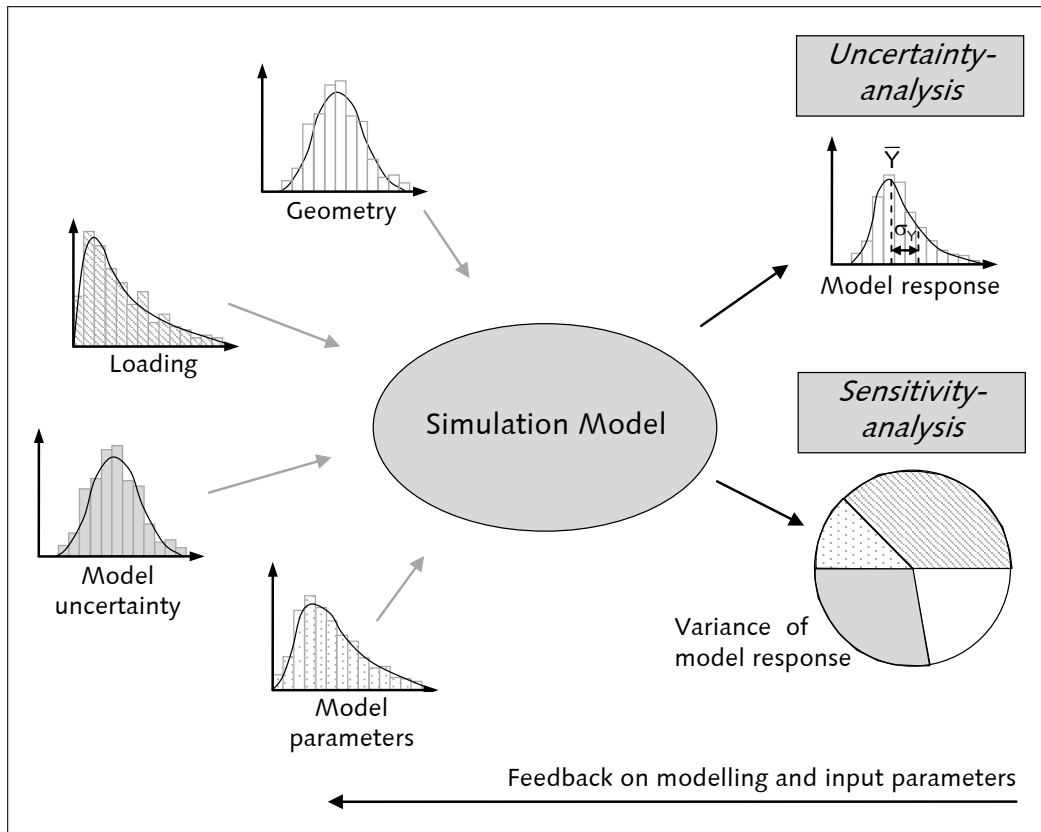 Uncertainty-
analysis
Geometry
Ȳ
σY
Model response
Loading
Simulation Model
Sensitivity-
analysis
Model
uncertainty
Model
parameters
Variance of
model response
Feedback on modelling and input parameters